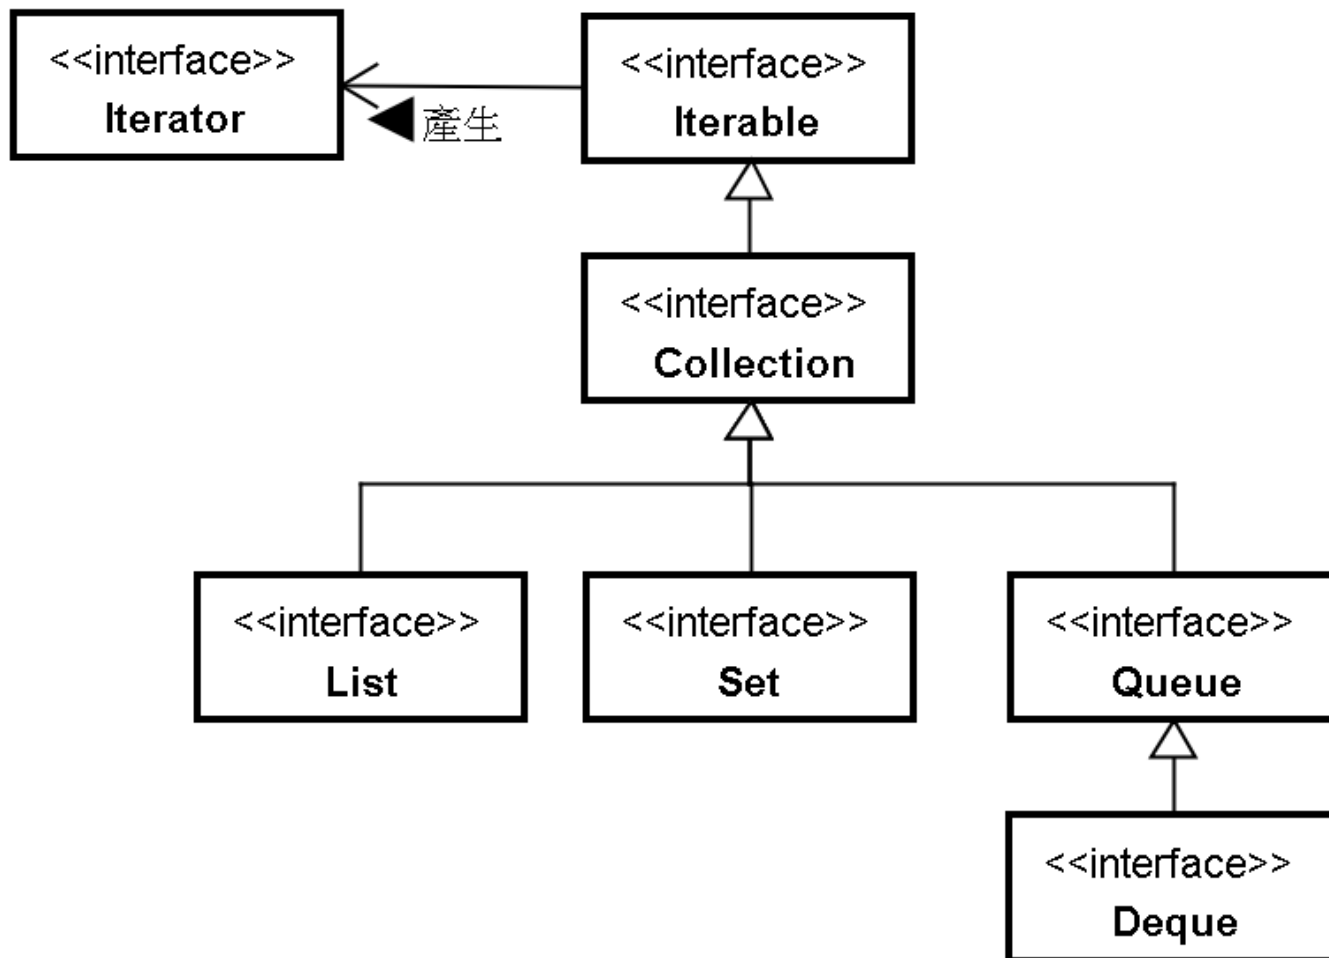 <<interface>>
Iterator
<<interface>>
Iterable
產生
<<interface>>
Collection
<<interface>>
List
<<interface>>
Set
<<interface>>
Queue
<<interface>>
Deque